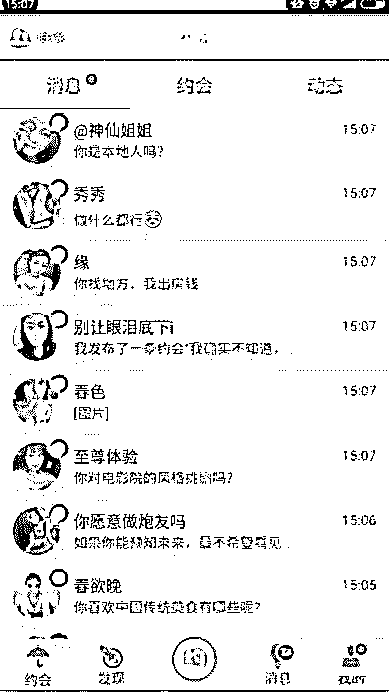 15:07
消息
约会
动态
@神仙姐姐
15:07
你是本地人吗?
秀秀
15:07
做什么都行
缘
15:07
你找地方，我出房钱
别让眼泪底下i
15:07
我发布了一条约会“我确实不知道，..
春色
15:07
[图片]
至尊体验
15:07
你对电影院的风格挑剔吗?
你愿意做炮友吗
15:06
如果你能预知未来，最不希望看见...
春欲晚
15:05
你喜欢中国传统美食有哪些呢?
约会
发现
消息
我的